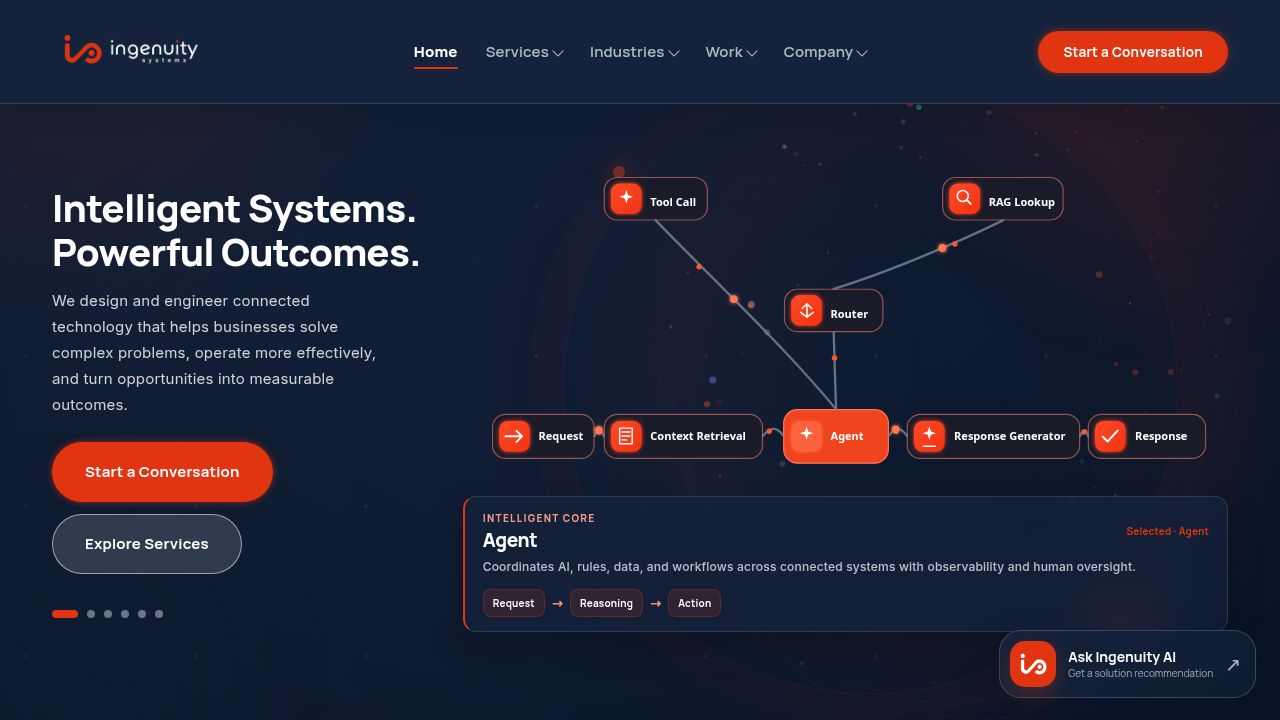 ingenuity
systems
Home
Services
Industries
Work
Company
Start a Conversation
Intelligent Systems.
Powerful Outcomes.
We design and engineer connected
technology that helps businesses solve
complex problems, operate more effectively,
and turn opportunities into measurable
outcomes.
Start a Conversation
Explore Services
Tool Call
RAG Lookup
Router
Request
Context Retrieval
Agent
Response Generator
Response
INTELLIGENT CORE
Agent
Selected · Agent
Coordinates AI, rules, data, and workflows across connected systems with observability and human oversight.
Request → Reasoning → Action
Ask Ingenuity AI
Get a solution recommendation ↗